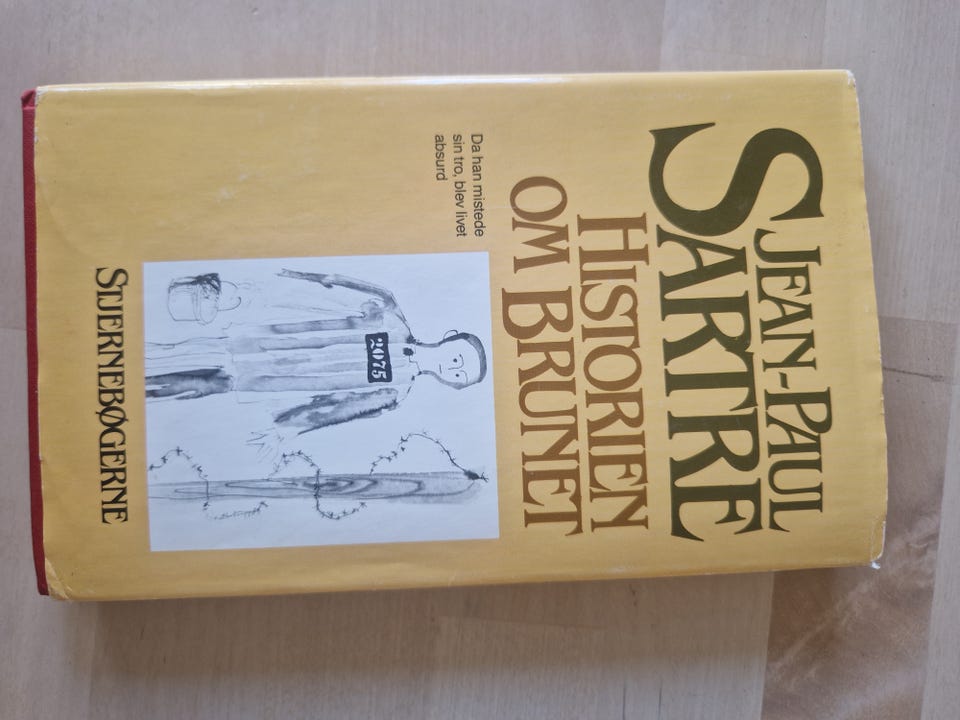 JEAN-PAUL
SARTRE
HISTORIEN
OM BRUNET
Da han mistede
sin tro, blev livet
absurd
2075
STJERNEBØGERNE